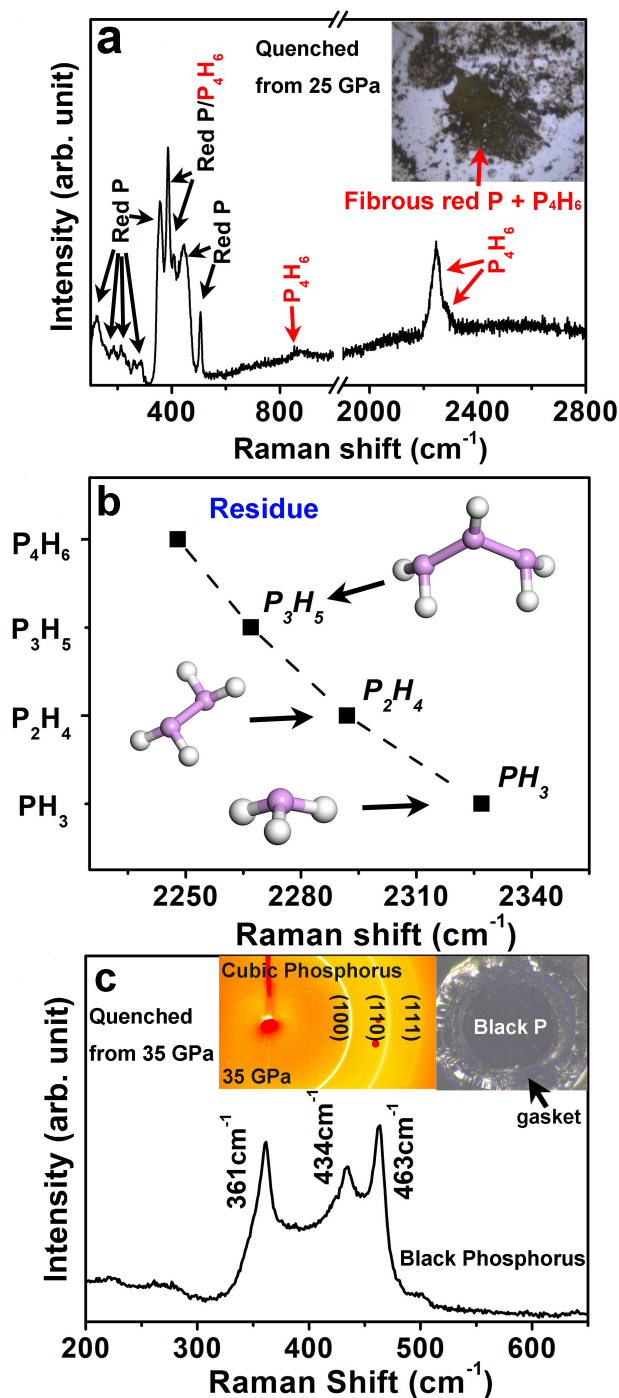 a
Quenched
from 25 GPa
Red P
Red P/P₄H₆
Red P
P₄H₆
Fibrous red P + P₄H₆
P₄H₆
Intensity (arb. unit)
400 800 2000 2400 2800
Raman shift (cm⁻¹)
b
Residue
P₄H₆
P₃H₅
P₂H₄
PH₃
P₃H₅
P₂H₄
PH₃
2250 2280 2310 2340
Raman shift (cm⁻¹)
c
Quenched
from 35 GPa
Cubic Phosphorus
(100)
(110)
(111)
35 GPa
Black P
gasket
361cm⁻¹
434cm⁻¹
463cm⁻¹
Black Phosphorus
Intensity (arb. unit)
200 300 400 500 600
Raman Shift (cm⁻¹)